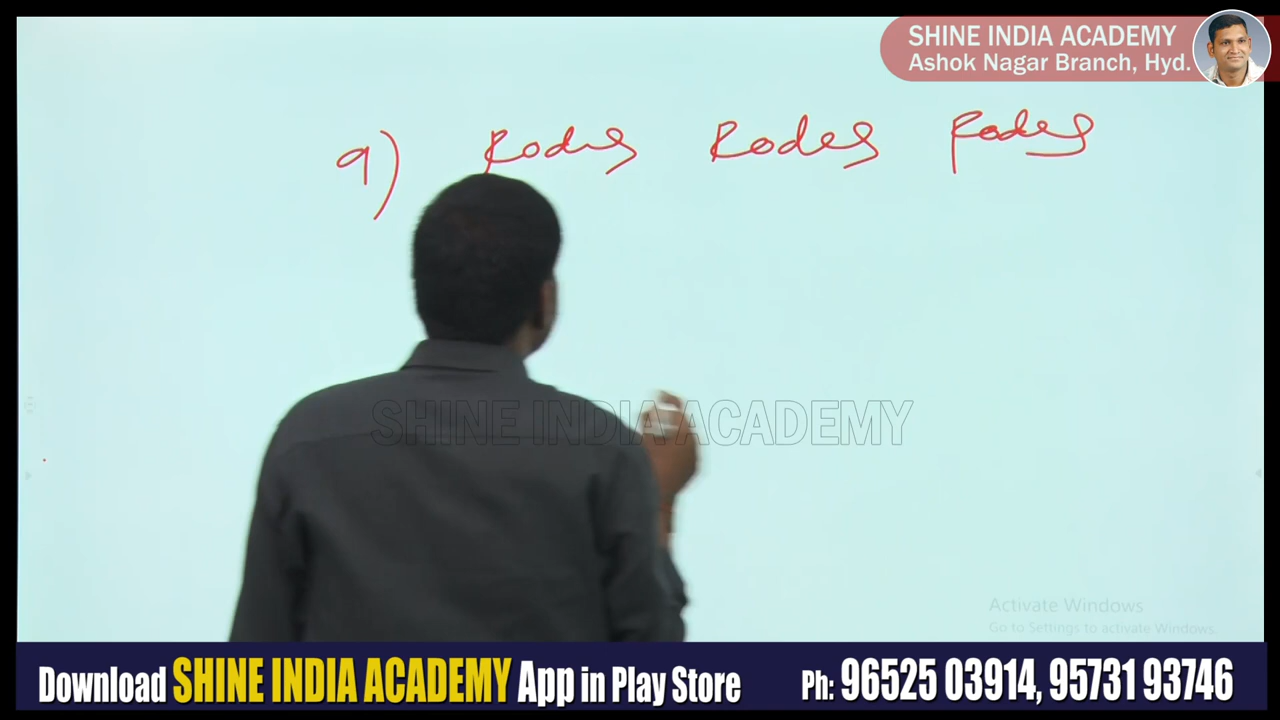 SHINE INDIA ACADEMY
Ashok Nagar Branch, Hyd.
9) Rodes Rodes Rodes
SHINE INDIA ACADEMY
Activate Windows
Go to Settings to activate Windows.
Download SHINE INDIA ACADEMY App in Play Store Ph: 96525 03914, 95731 93746